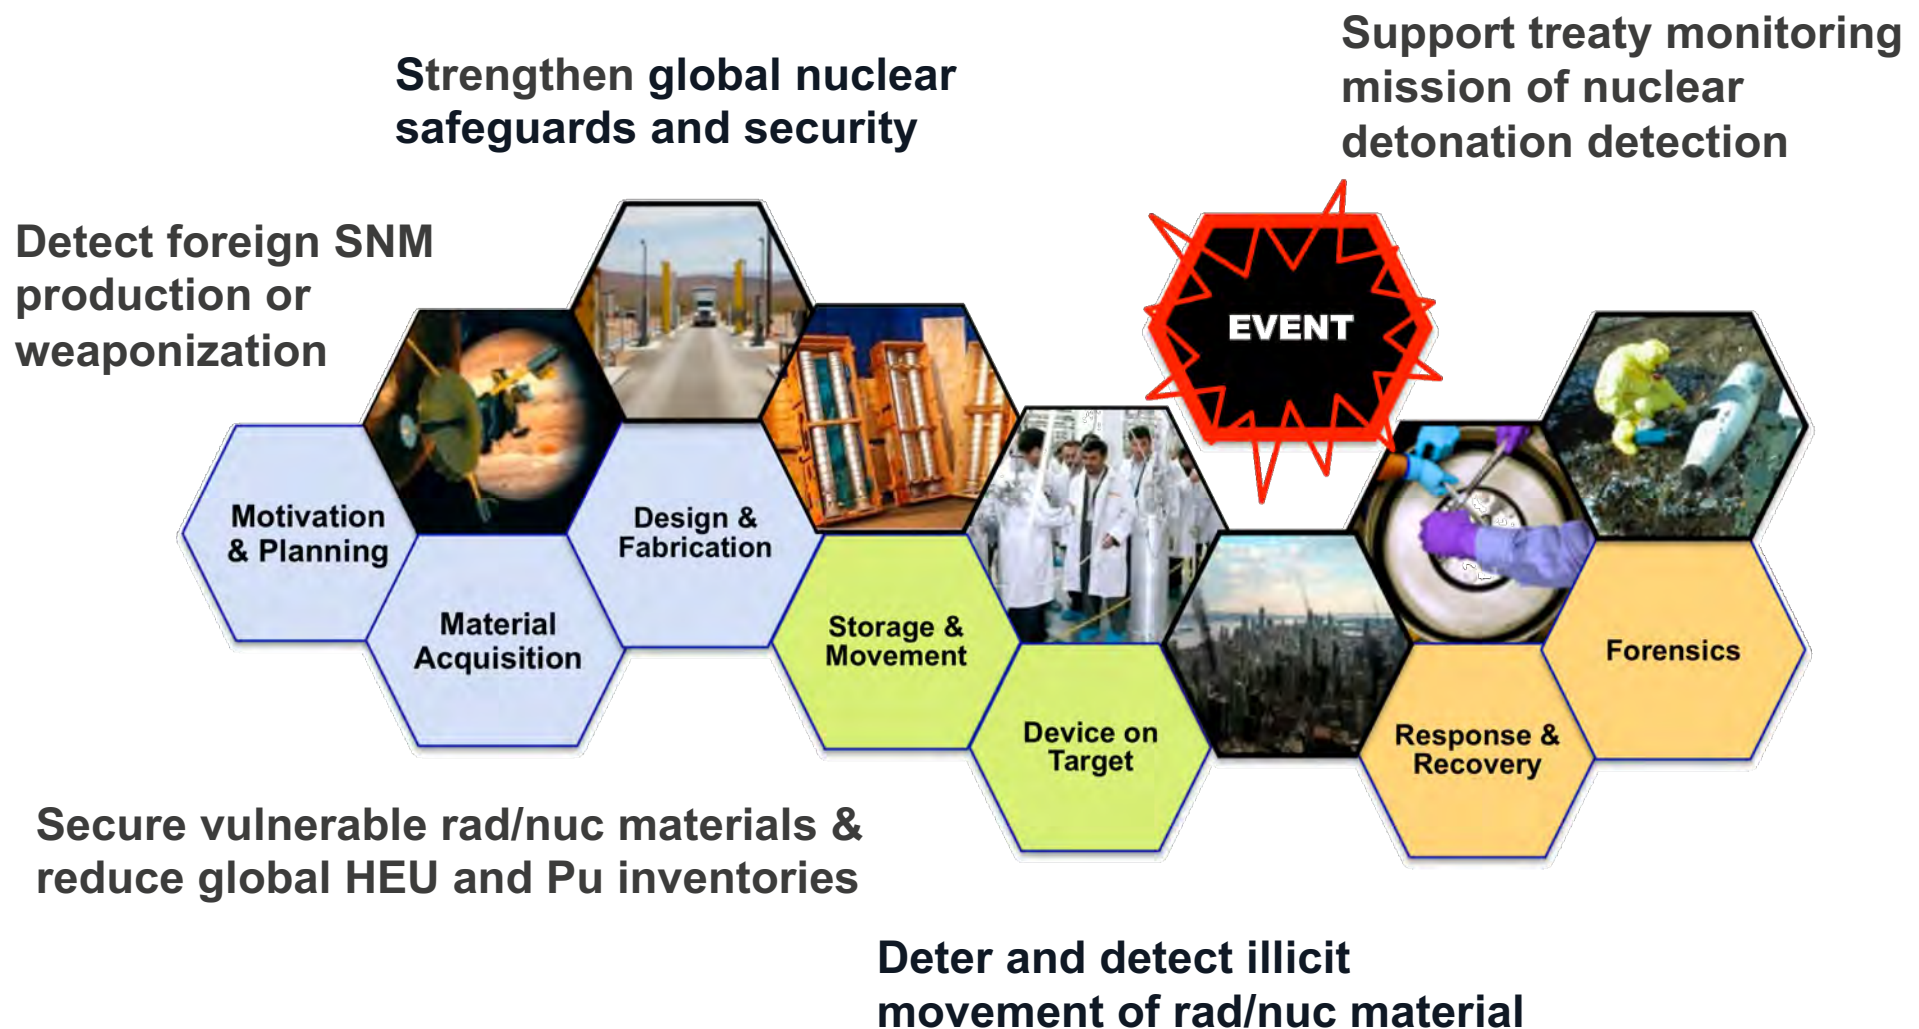 Support treaty monitoring
mission of nuclear
detonation detection
Strengthen global nuclear
safeguards and security
Detect foreign SNM
production or
weaponization
EVENT
Motivation
& Planning
Material
Acquisition
Design &
Fabrication
Storage &
Movement
Device on
Target
Response &
Recovery
Forensics
Secure vulnerable rad/nuc materials &
reduce global HEU and Pu inventories
Deter and detect illicit
movement of rad/nuc material